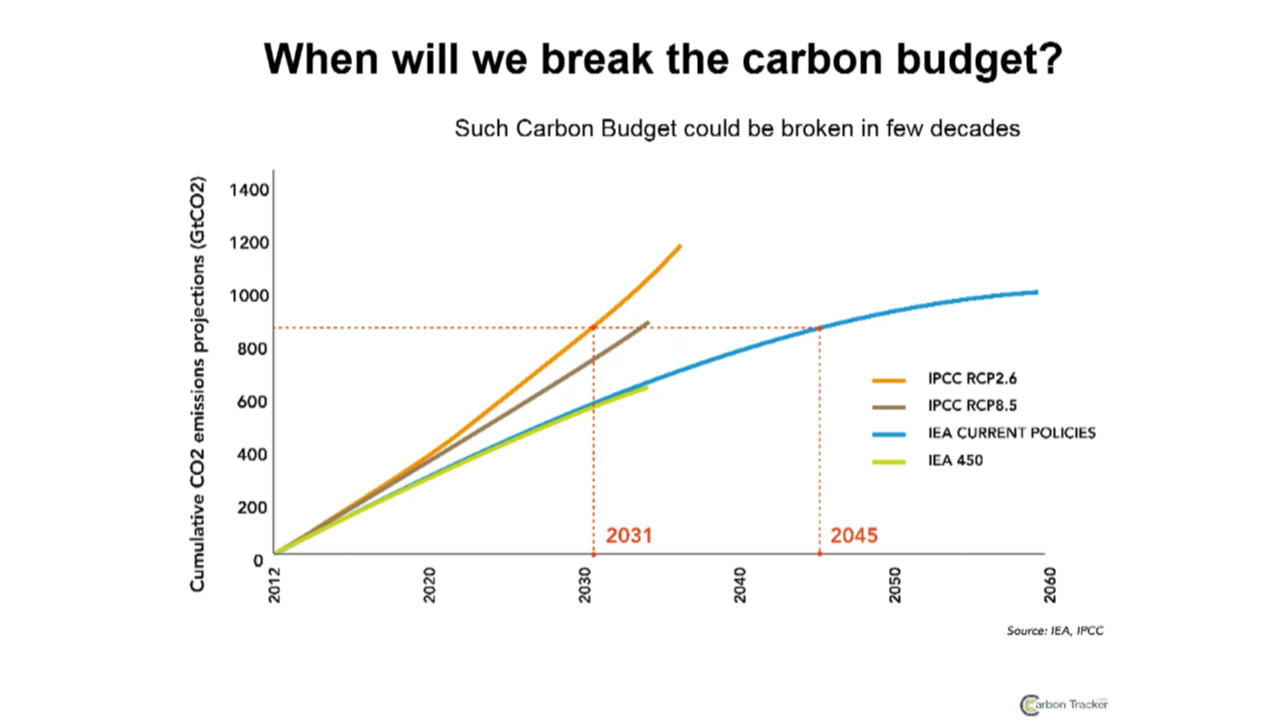 When will we break the carbon budget?
Such Carbon Budget could be broken in few decades
Cumulative CO2 emissions projections (GtCO2)
1400
1200
1000
800
600
400
200
0
2012
2020
2030
2040
2050
2060
2031
2045
IPCC RCP2.6
IPCC RCP8.5
IEA CURRENT POLICIES
IEA 450
Source: IEA, IPCC
Carbon Tracker